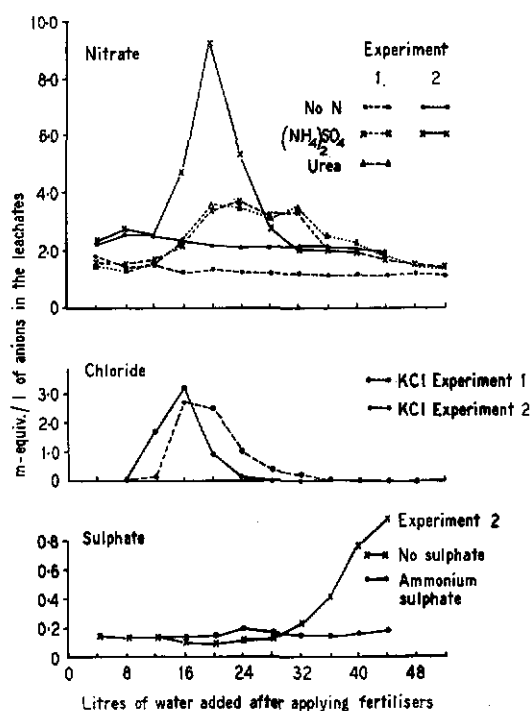 10·0
8·0
6·0
4·0
2·0
0
Nitrate
Experiment
1. 2
No N
(NH4)2SO4
Urea
m-equiv./l of anions in the leachates
Chloride
3·0
2·0
1·0
0
KCl Experiment 1
KCl Experiment 2
Sulphate
0·8
0·6
0·4
0·2
0
Experiment 2
No sulphate
Ammonium
sulphate
0 8 16 24 32 40 48
Litres of water added after applying fertilisers